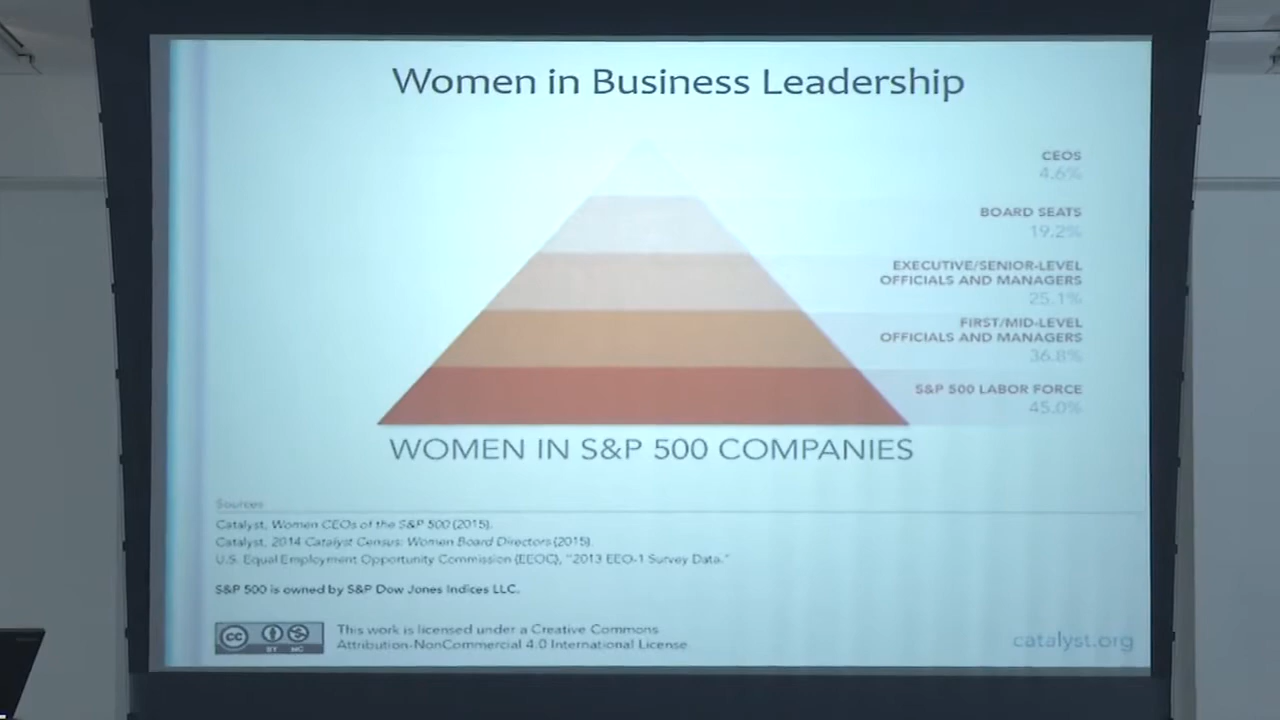 Women in Business Leadership
CEOS
4.6%
BOARD SEATS
19.2%
EXECUTIVE/SENIOR-LEVEL
OFFICIALS AND MANAGERS
25.1%
FIRST/MID-LEVEL
OFFICIALS AND MANAGERS
36.8%
S&P 500 LABOR FORCE
45.0%
WOMEN IN S&P 500 COMPANIES
Sources
Catalyst, Women CEOs of the S&P 500 (2015).
Catalyst, 2014 Catalyst Census: Women Board Directors (2015).
U.S. Equal Employment Opportunity Commission (EEOC), "2013 EEO-1 Survey Data."
S&P 500 is owned by S&P Dow Jones Indices LLC.
cc
BY NC
This work is licensed under a Creative Commons
Attribution-NonCommercial 4.0 International License
catalyst.org